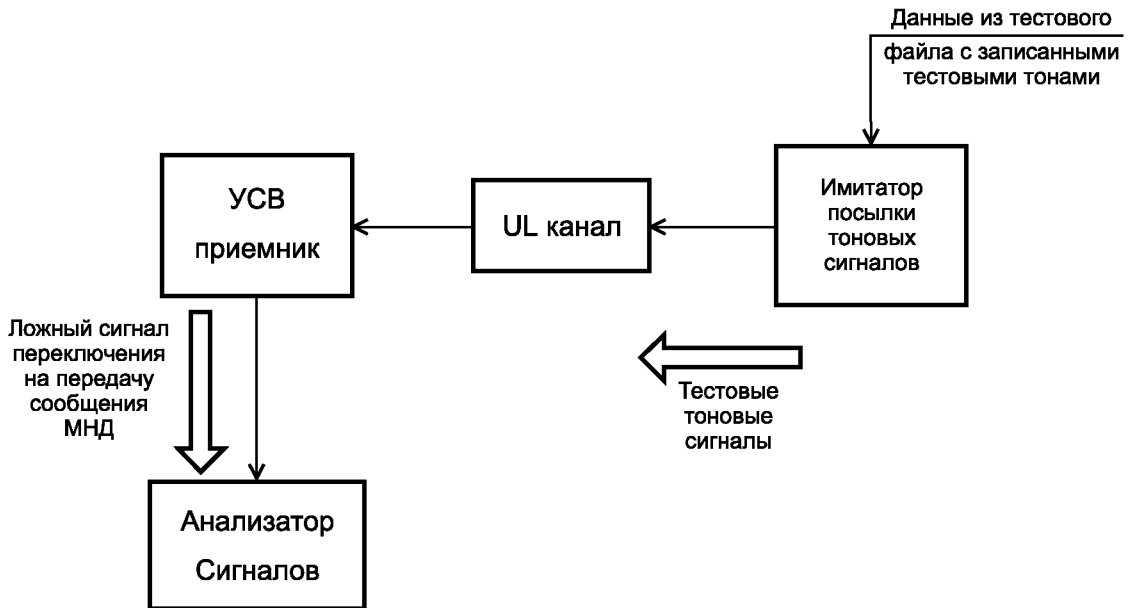 Данные из тестового
файла с записанными
тестовыми тонами
УСВ
приемник
UL канал
Имитатор
посылки
тоновых
сигналов
Ложный сигнал
переключения
на передачу
сообщения
МНД
Тестовые
тоновые
сигналы
Анализатор
Сигналов